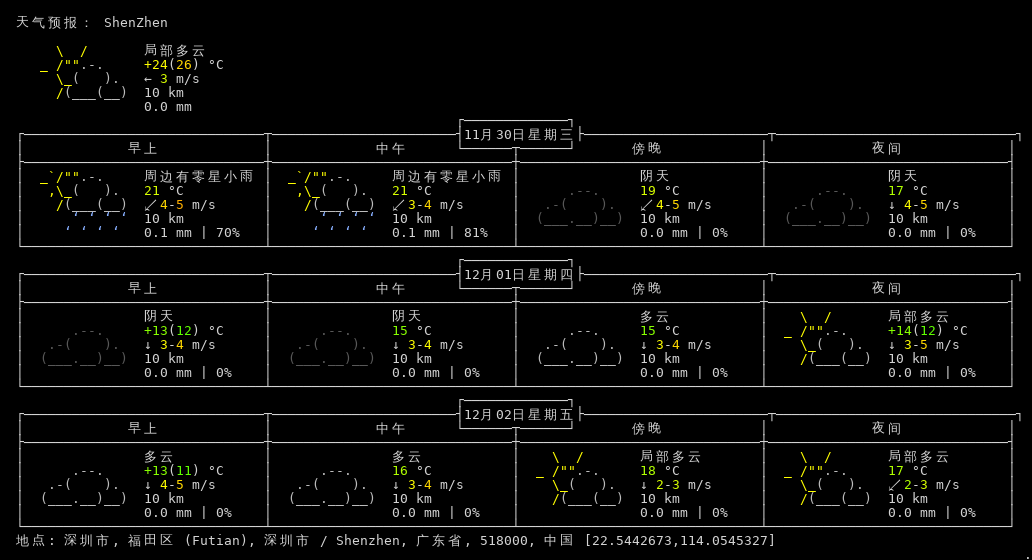 天气预报： ShenZhen
局部多云
+24(26) °C
← 3 m/s
10 km
0.0 mm
11月30日星期三
早上 中午 傍晚 夜间
周边有零星小雨 周边有零星小雨 阴天 阴天
21 °C 21 °C 19 °C 17 °C
↙ 4-5 m/s ↙ 3-4 m/s ↙ 4-5 m/s ↓ 4-5 m/s
10 km 10 km 10 km 10 km
0.1 mm | 70% 0.1 mm | 81% 0.0 mm | 0% 0.0 mm | 0%
12月01日星期四
早上 中午 傍晚 夜间
阴天 阴天 多云 局部多云
+13(12) °C 15 °C 15 °C +14(12) °C
↓ 3-4 m/s ↓ 3-4 m/s ↓ 3-4 m/s ↓ 3-5 m/s
10 km 10 km 10 km 10 km
0.0 mm | 0% 0.0 mm | 0% 0.0 mm | 0% 0.0 mm | 0%
12月02日星期五
早上 中午 傍晚 夜间
多云 多云 局部多云 局部多云
+13(11) °C 16 °C 18 °C 17 °C
↓ 4-5 m/s ↓ 3-4 m/s ↓ 2-3 m/s ↙ 2-3 m/s
10 km 10 km 10 km 10 km
0.0 mm | 0% 0.0 mm | 0% 0.0 mm | 0% 0.0 mm | 0%
地点: 深圳市, 福田区 (Futian), 深圳市 / Shenzhen, 广东省, 518000, 中国 [22.5442673,114.0545327]